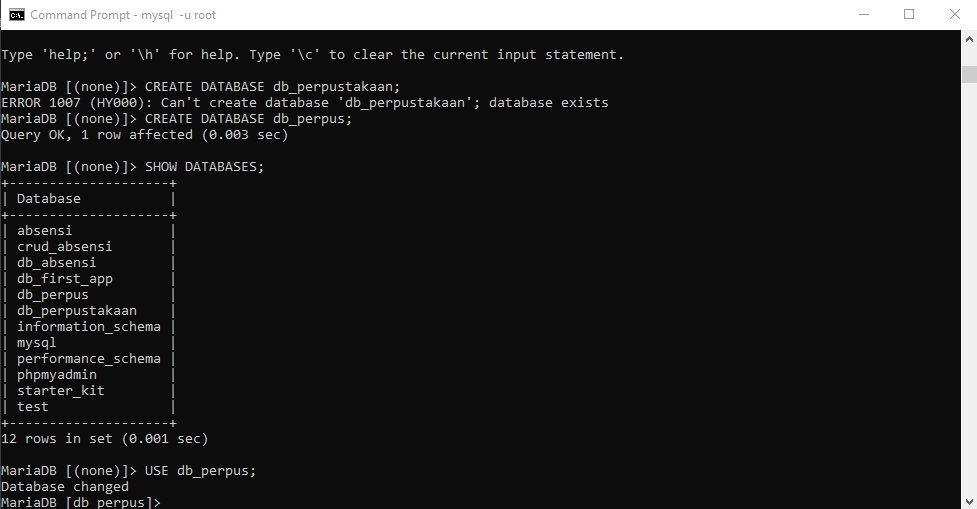 Command Prompt - mysql  -u root
Type 'help;' or '\h' for help. Type '\c' to clear the current input statement.
MariaDB [(none)]> CREATE DATABASE db_perpustakaan;
ERROR 1007 (HY000): Can't create database 'db_perpustakaan'; database exists
MariaDB [(none)]> CREATE DATABASE db_perpus;
Query OK, 1 row affected (0.003 sec)
MariaDB [(none)]> SHOW DATABASES;
+--------------------+
| Database           |
+--------------------+
| absensi            |
| crud_absensi       |
| db_absensi         |
| db_first_app       |
| db_perpus          |
| db_perpustakaan    |
| information_schema |
| mysql              |
| performance_schema |
| phpmyadmin         |
| starter_kit        |
| test               |
+--------------------+
12 rows in set (0.001 sec)
MariaDB [(none)]> USE db_perpus;
Database changed
MariaDB [db_perpus]>